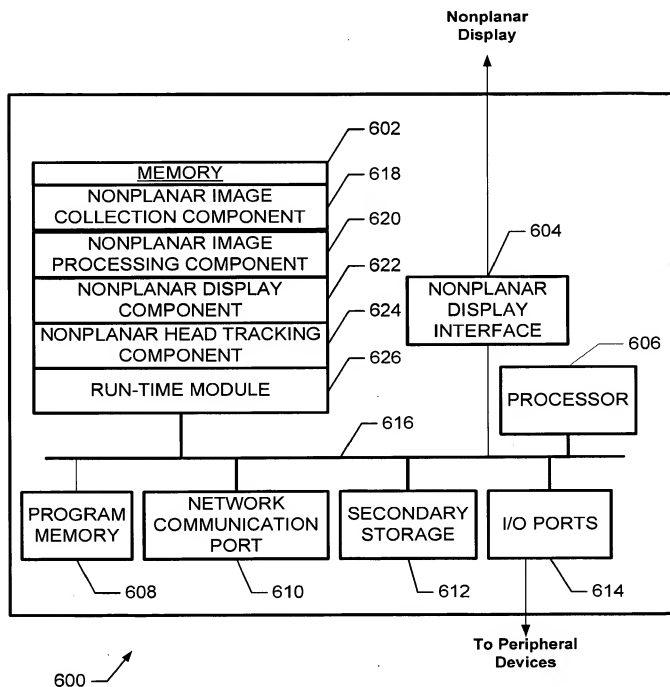 Nonplanar
Display
602
MEMORY
618
NONPLANAR IMAGE
COLLECTION COMPONENT
620
NONPLANAR IMAGE
PROCESSING COMPONENT
604
622
NONPLANAR DISPLAY
COMPONENT
NONPLANAR
DISPLAY
INTERFACE
624
NONPLANAR HEAD TRACKING
COMPONENT
606
626
RUN-TIME MODULE
PROCESSOR
616
PROGRAM
MEMORY
NETWORK
COMMUNICATION
PORT
SECONDARY
STORAGE
I/O PORTS
608
610
612
614
To Peripheral
Devices
600